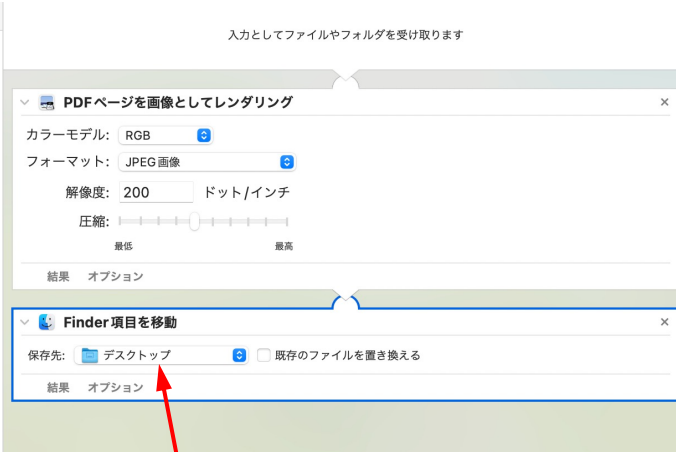 入力としてファイルやフォルダを受け取ります
PDFページを画像としてレンダリング
カラーモデル: RGB
フォーマット: JPEG画像
解像度: 200 ドット/インチ
圧縮:
最低 最高
結果 オプション
Finder項目を移動
保存先: デスクトップ 既存のファイルを置き換える
結果 オプション